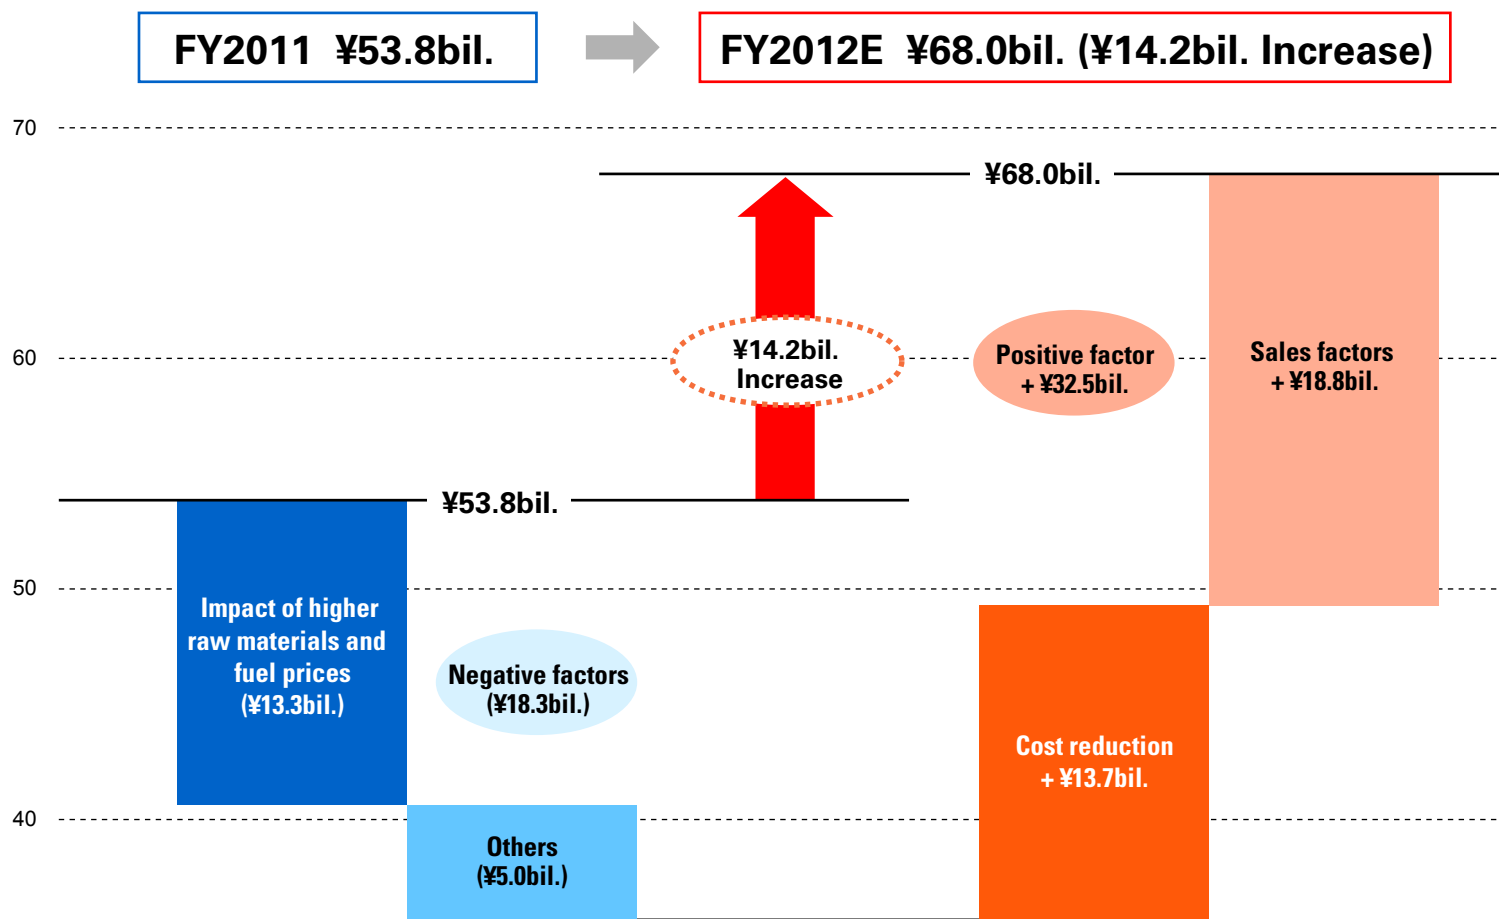 FY2011 ¥53.8bil.
FY2012E ¥68.0bil. (¥14.2bil. Increase)
70
¥68.0bil.
60
¥14.2bil.
Increase
Positive factor
+ ¥32.5bil.
Sales factors
+ ¥18.8bil.
¥53.8bil.
50
Impact of higher
raw materials and
fuel prices
(¥13.3bil.)
Negative factors
(¥18.3bil.)
Cost reduction
+ ¥13.7bil.
40
Others
(¥5.0bil.)